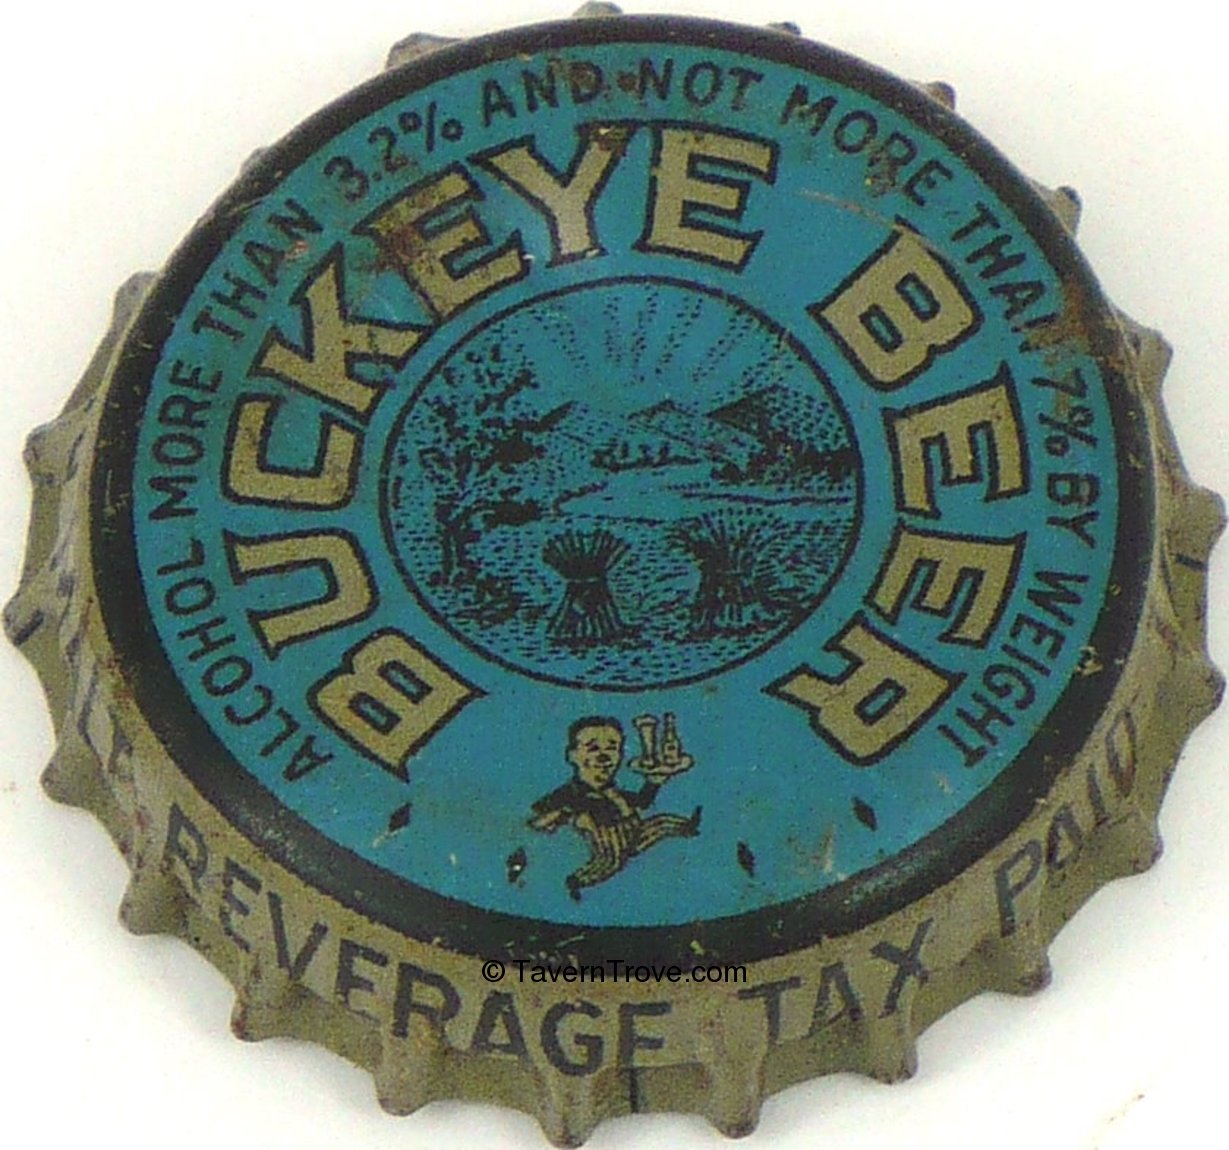 ALCOHOL MORE THAN 3.2% AND NOT MORE THAN 7% BY WEIGHT
BUCKEYE BEER
© TavernTrove.com
BEVERAGE TAX PAID